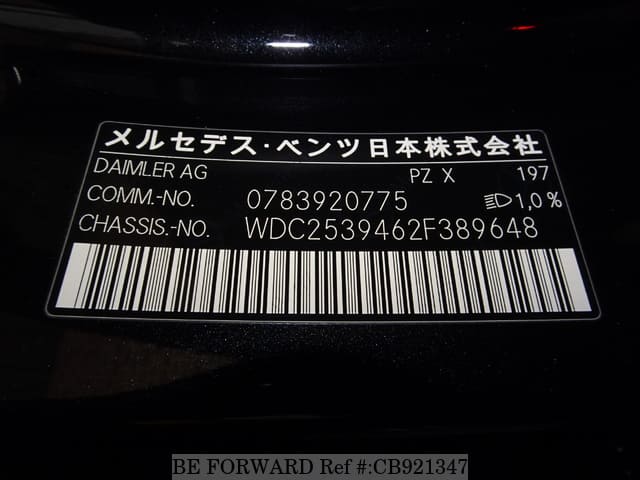 メルセデス・ベンツ日本株式会社
DAIMLER AG PZ X 197
COMM.-NO. 0783920775 1,0%
CHASSIS.-NO. WDC2539462F389648
BE FORWARD Ref #:CB921347